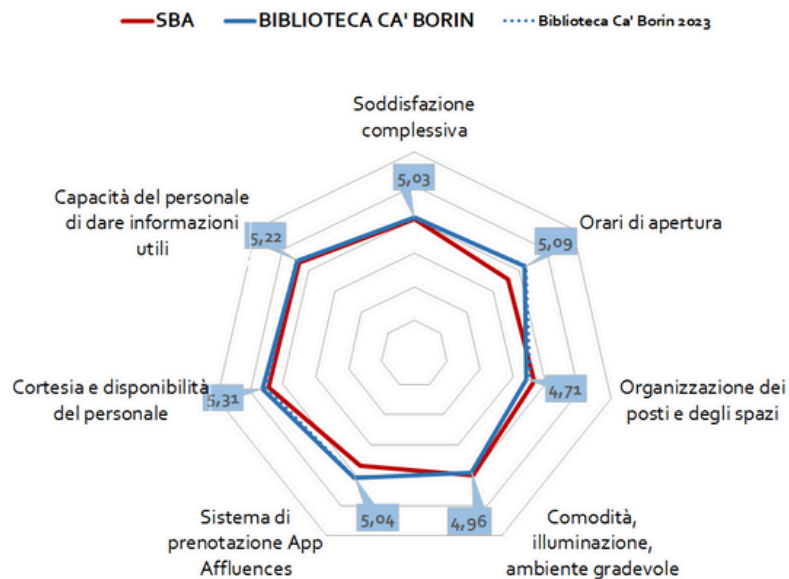 SBA BIBLIOTECA CA' BORIN Biblioteca Ca' Borin 2023
Soddisfazione
complessiva
5,03
Orari di apertura
5,09
Organizzazione dei
posti e degli spazi
4,71
Comodità,
illuminazione,
ambiente gradevole
4,96
Sistema di
prenotazione App
Affluences
5,04
Cortesia e disponibilità
del personale
5,31
Capacità del personale
di dare informazioni
utili
5,22